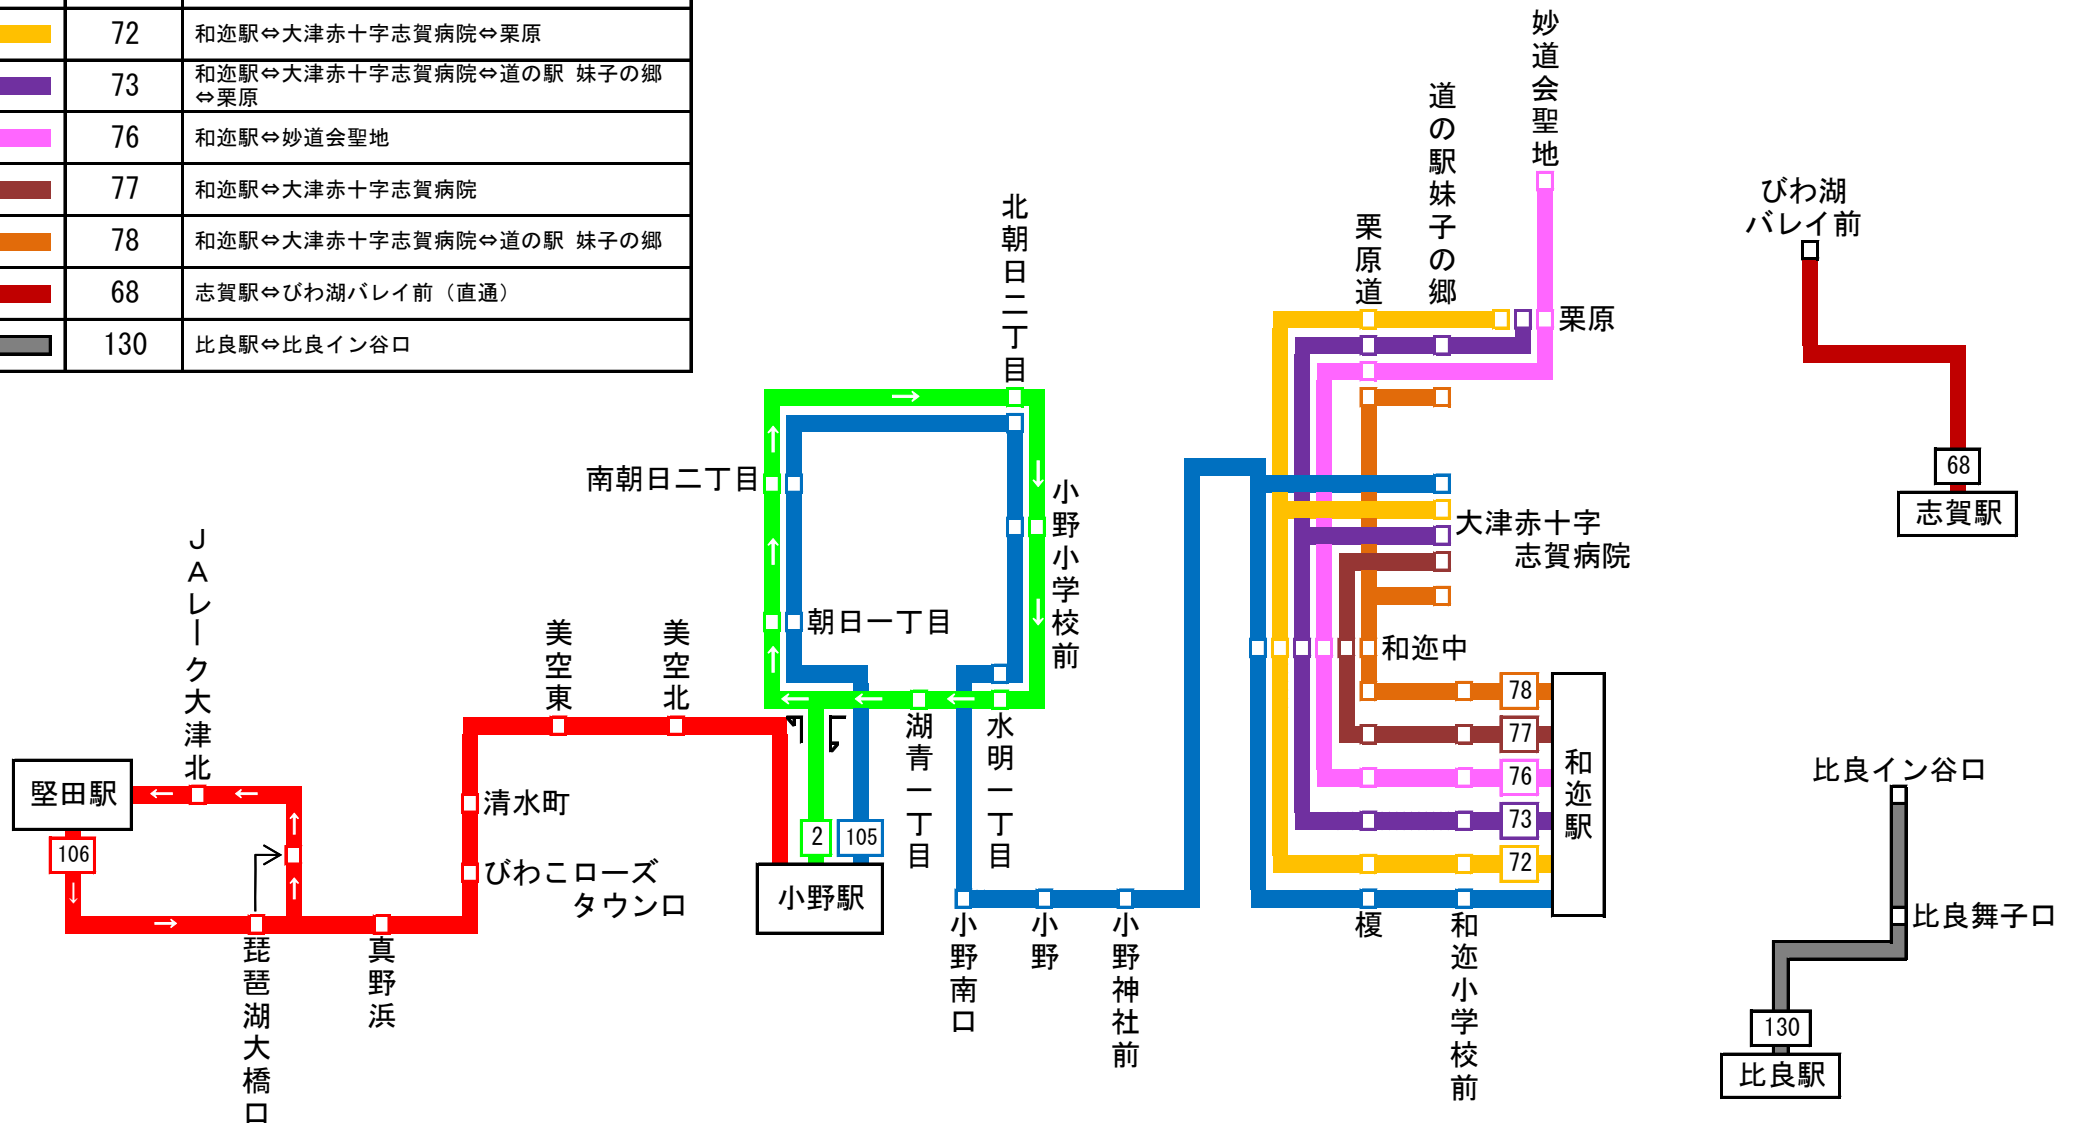 72 和迩駅⇔大津赤十字志賀病院⇔栗原
73 和迩駅⇔大津赤十字志賀病院⇔道の駅 妹子の郷
⇔栗原
76 和迩駅⇔妙道会聖地
77 和迩駅⇔大津赤十字志賀病院
78 和迩駅⇔大津赤十字志賀病院⇔道の駅 妹子の郷
68 志賀駅⇔びわ湖バレイ前（直通）
130 比良駅⇔比良イン谷口
妙道会聖地
道の駅妹子の郷
栗原道
栗原
北朝日二丁目
南朝日二丁目
小野小学校前
朝日一丁目
大津赤十字
志賀病院
和迩中
びわ湖
バレイ前
68
志賀駅
JAレーク大津北
美空東
美空北
堅田駅
106
清水町
びわこローズ
タウン口
琵琶湖大橋口
真野浜
2
105
小野駅
湖青一丁目
水明一丁目
小野南口
小野
小野神社前
78
77
76
73
72
和迩駅
榎
和迩小学校前
比良イン谷口
比良舞子口
130
比良駅